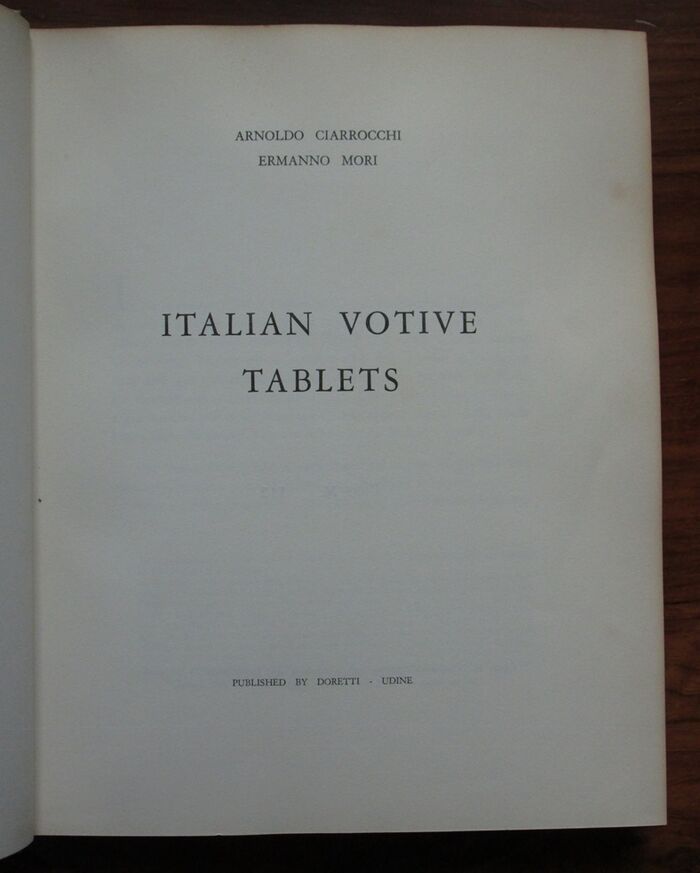 ARNOLDO CIARROCCHI
ERMANNO MORI
ITALIAN VOTIVE
TABLETS
PUBLISHED BY DORETTI - UDINE